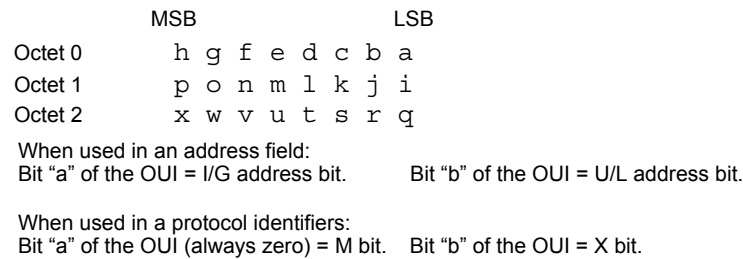 MSB LSB
Octet 0 h g f e d c b a
Octet 1 p o n m l k j i
Octet 2 x w v u t s r q
When used in an address field:
Bit “a” of the OUI = I/G address bit. Bit “b” of the OUI = U/L address bit.
When used in a protocol identifiers:
Bit “a” of the OUI (always zero) = M bit. Bit “b” of the OUI = X bit.